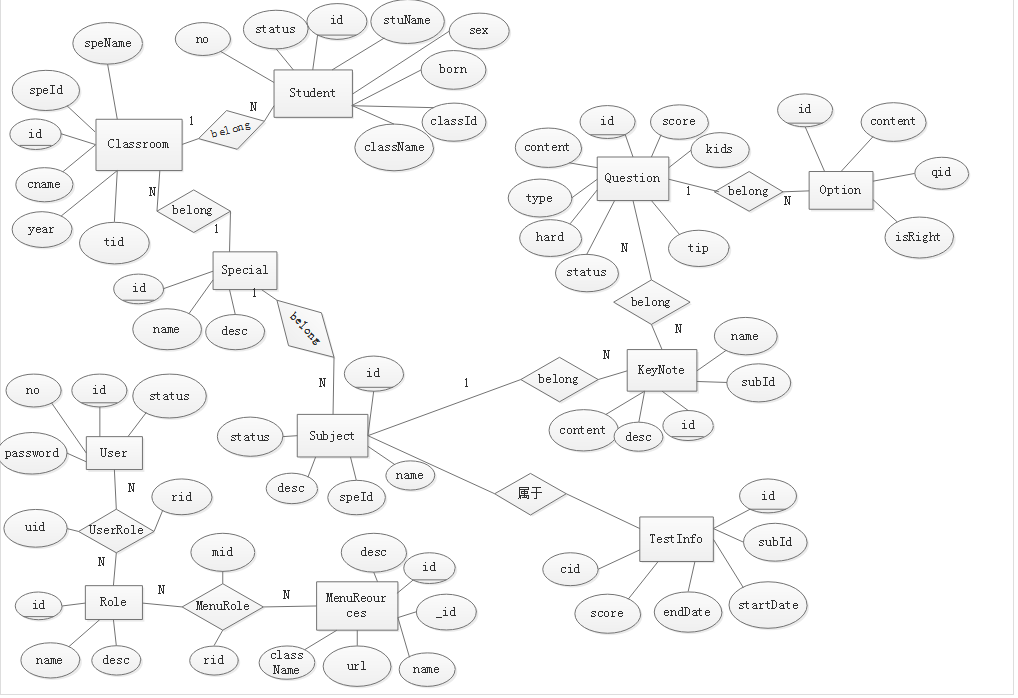 speName
no
status
id
stuName
sex
born
classId
className
Student
speId
id
cname
year
tid
Classroom
1
belong
N
N
belong
1
Special
id
name
desc
1
belong
N
id
content
type
hard
status
tip
score
kids
Question
1
belong
N
Option
id
content
qid
isRight
N
belong
N
KeyNote
name
subId
id
desc
content
N
belong
1
Subject
id
status
desc
speId
name
属于
TestInfo
id
subId
startDate
endDate
score
cid
no
id
status
password
User
N
uid
UserRole
rid
N
Role
id
name
desc
N
mid
MenuRole
rid
N
MenuReour
ces
desc
id
_id
name
url
class
Name